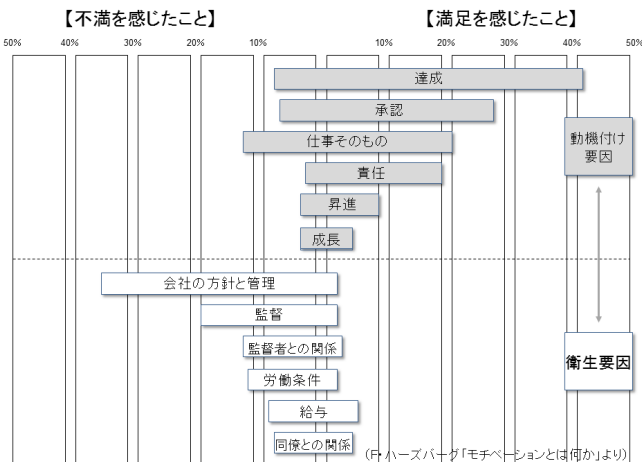 【不満を感じたこと】 【満足を感じたこと】
50% 40% 30% 20% 10% 10% 20% 30% 40% 50%
達成
承認
仕事そのもの
動機付け
要因
責任
昇進
成長
会社の方針と管理
監督
監督者との関係
衛生要因
労働条件
給与
同僚との関係
(F・ハーズバーグ「モチベーションとは何か」より)